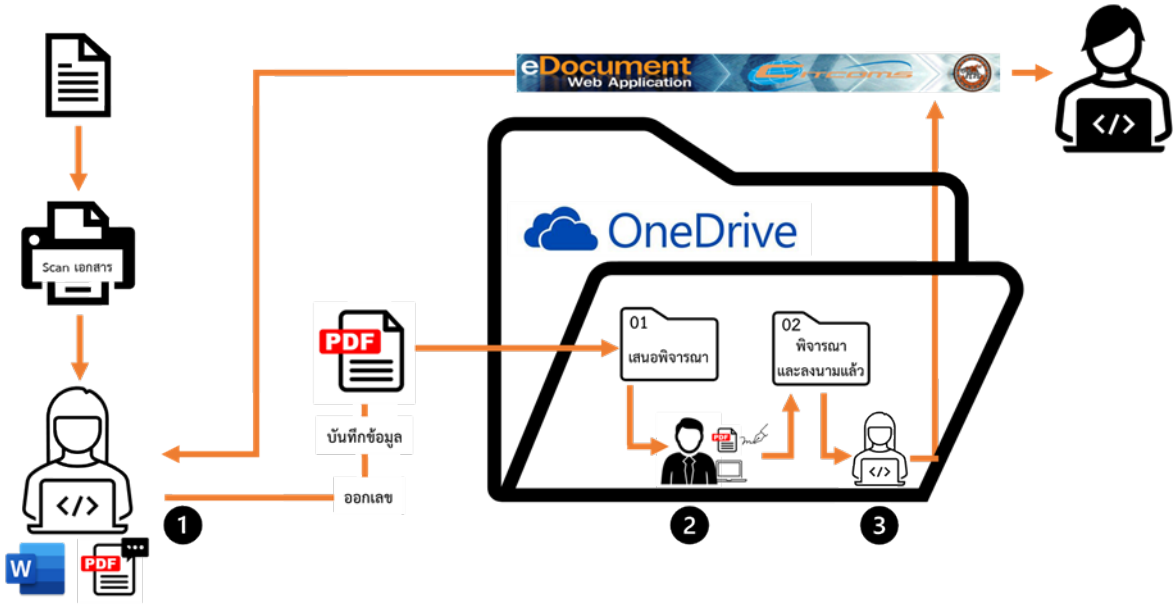 eDocument
Web Application
CITCOMS
</>
OneDrive
Scan เอกสาร
PDF
01
เสนอพิจารณา
02
พิจารณา
และลงนามแล้ว
บันทึกข้อมูล
ออกเลข
PDF
</>
</>
1
2
3
W
PDF